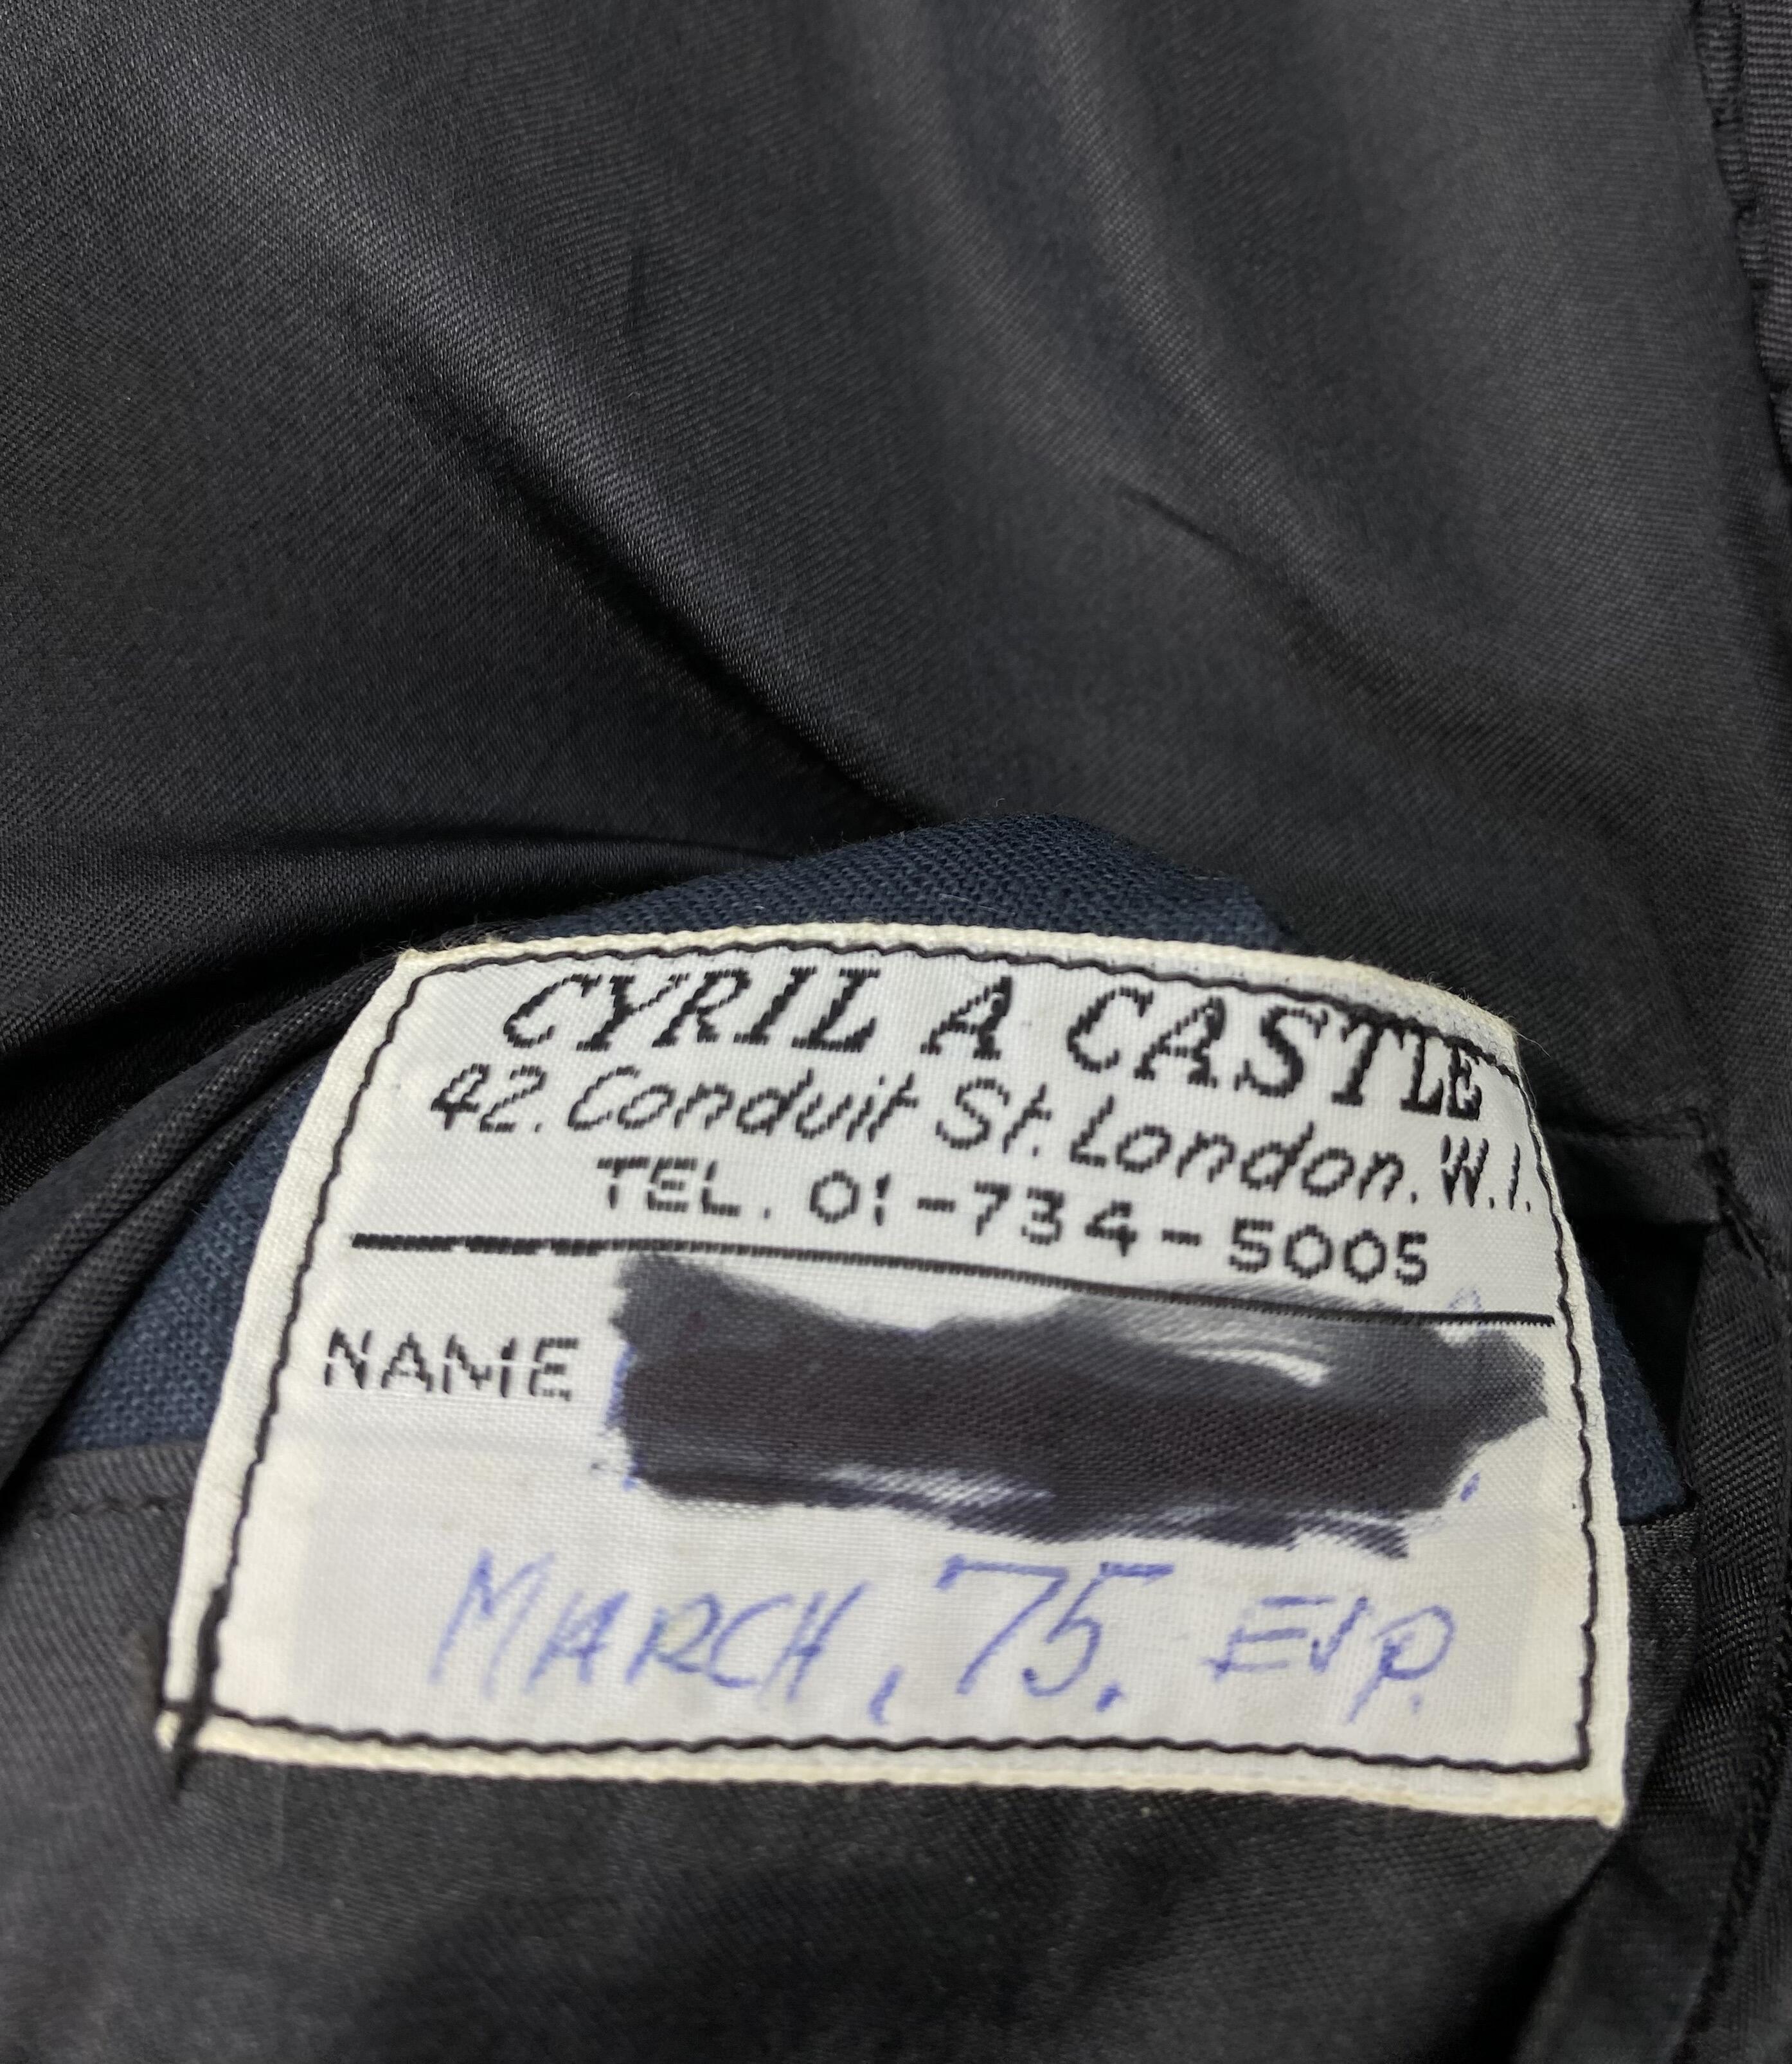 CYRIL A CASTLE
42. Conduit St. London. W.1.
TEL. 01-734-5005
NAME
MARCH, 75.